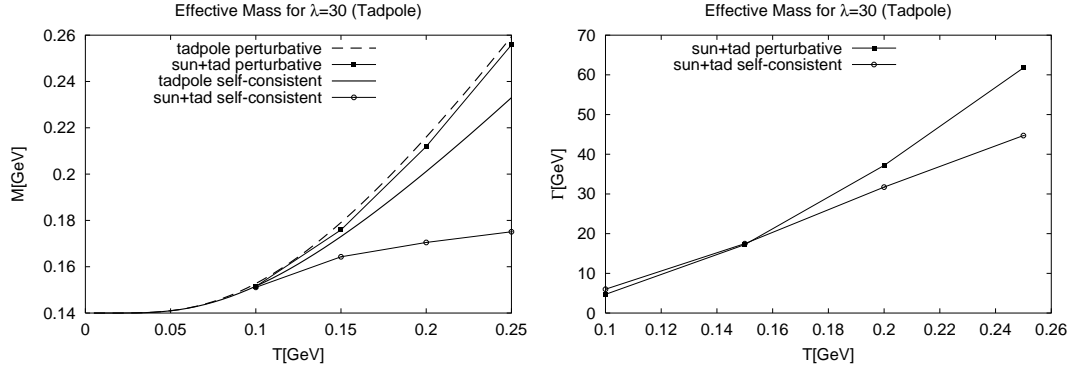 Effective Mass for λ=30 (Tadpole)
tadpole perturbative
sun+tad perturbative
tadpole self-consistent
sun+tad self-consistent
M[GeV]
0.26
0.24
0.22
0.2
0.18
0.16
0.14
0 0.05 0.1 0.15 0.2 0.25
T[GeV]
Effective Mass for λ=30 (Tadpole)
sun+tad perturbative
sun+tad self-consistent
Γ[GeV]
70
60
50
40
30
20
10
0
0.1 0.12 0.14 0.16 0.18 0.2 0.22 0.24 0.26
T[GeV]